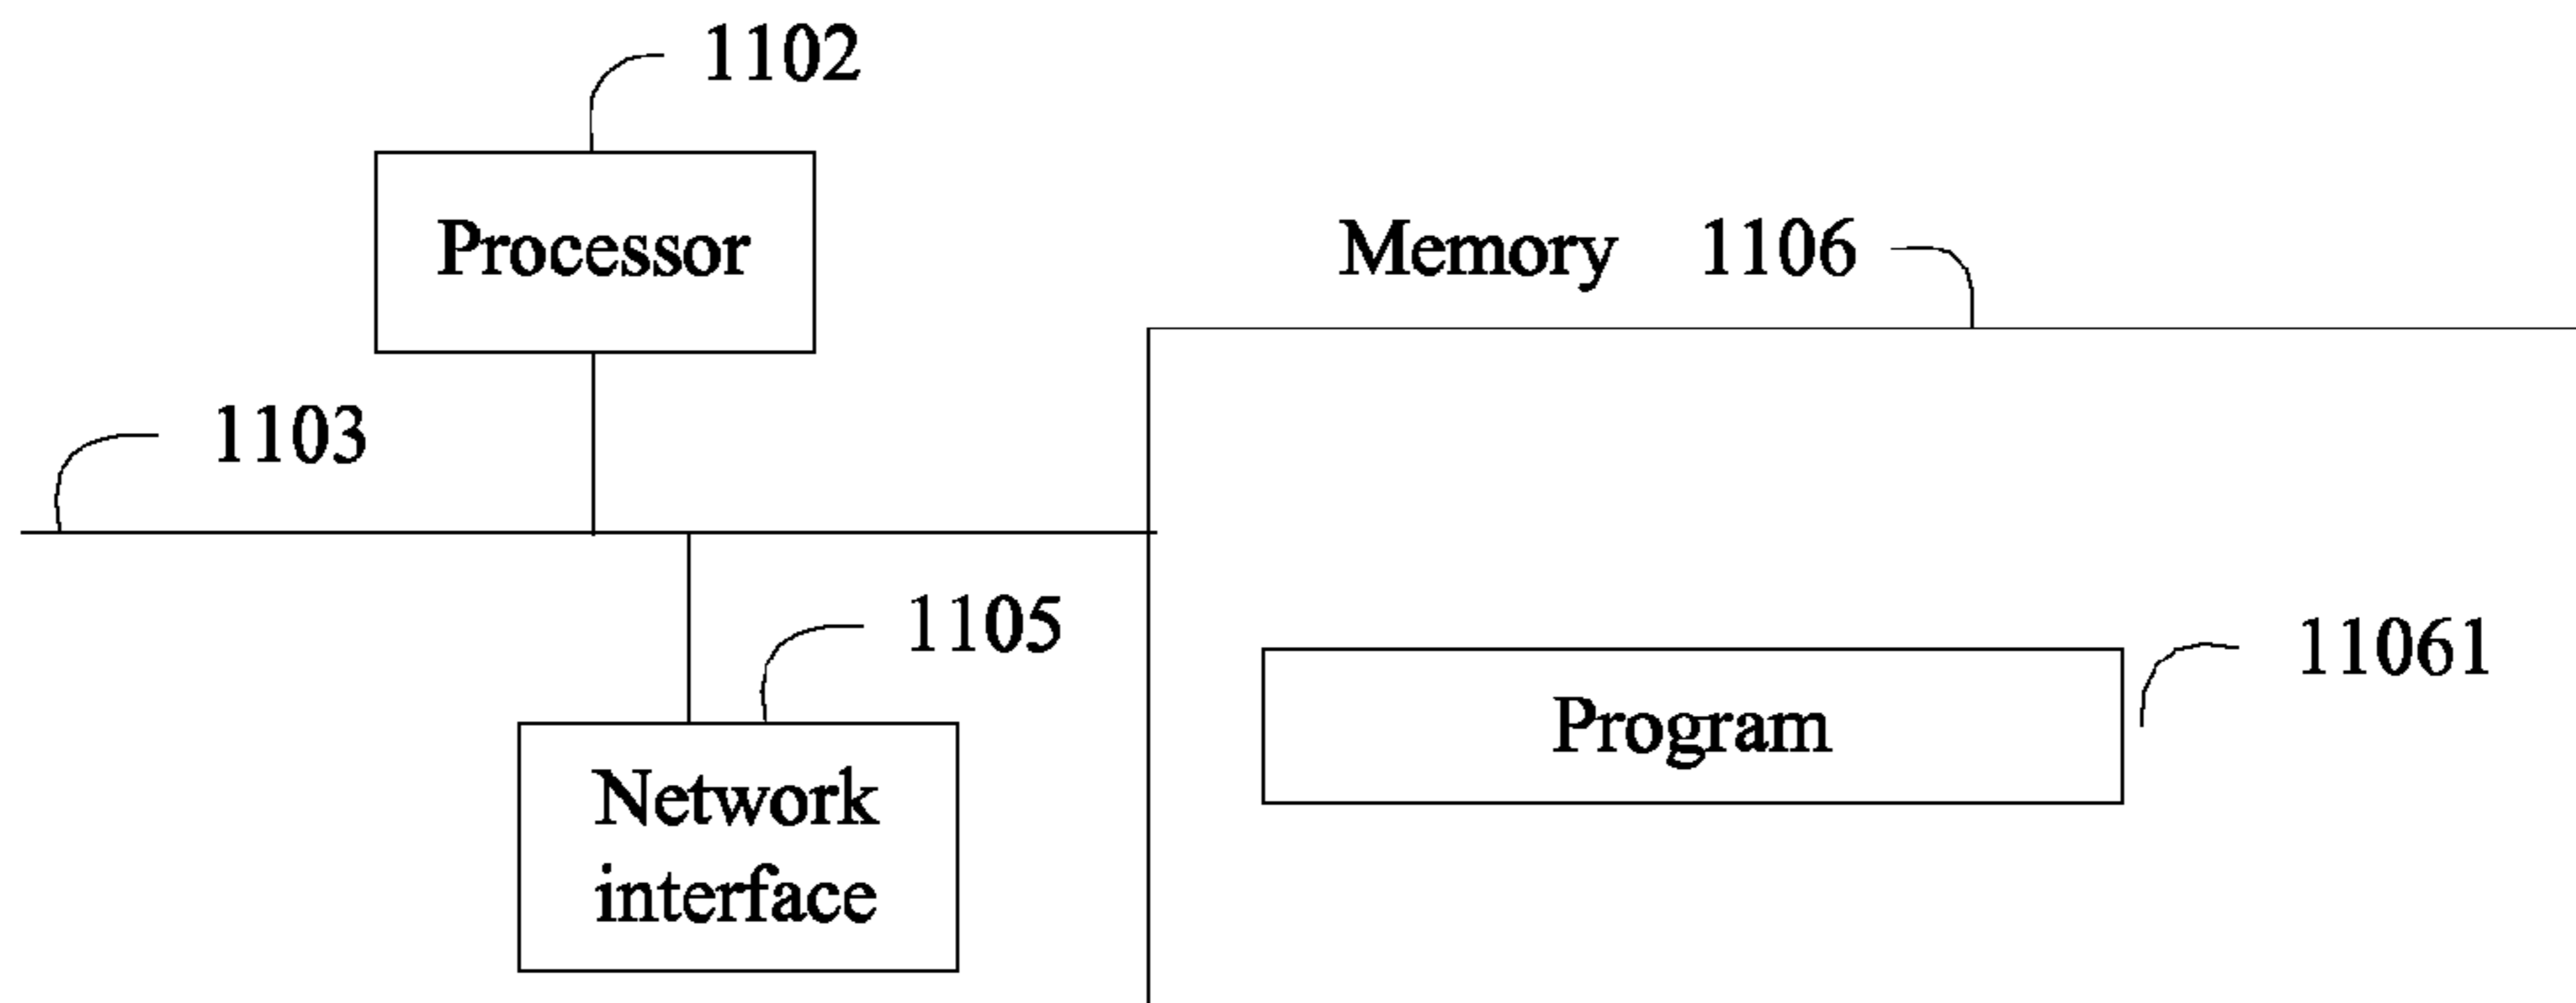 1102
Processor
Memory 1106
1103
1105
11061
Program
Network
interface